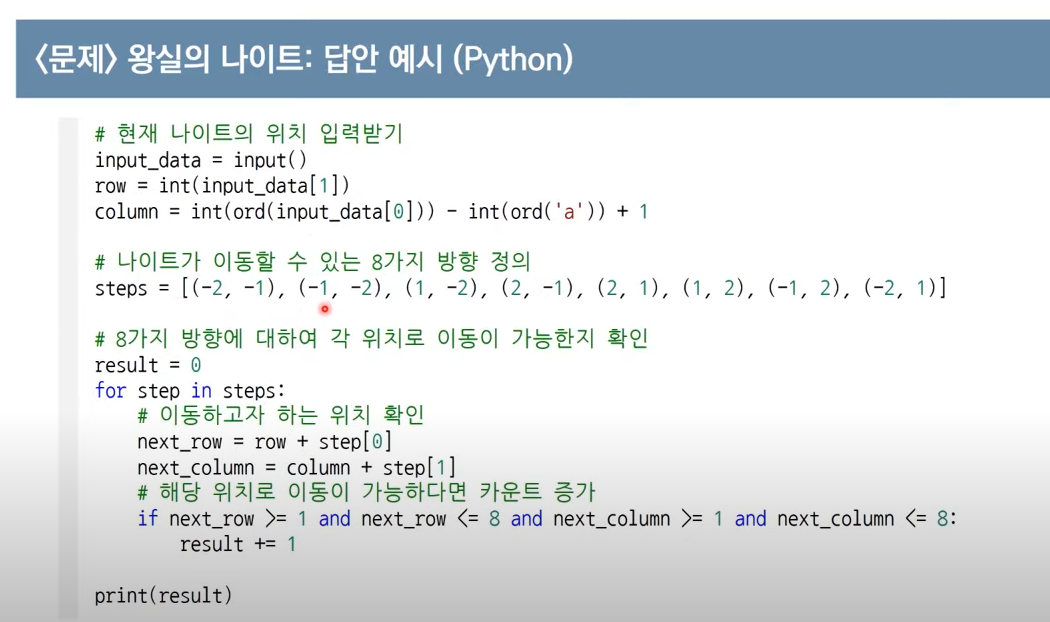 <문제> 왕실의 나이트: 답안 예시 (Python)
# 현재 나이트의 위치 입력받기
input_data = input()
row = int(input_data[1])
column = int(ord(input_data[0])) - int(ord('a')) + 1
# 나이트가 이동할 수 있는 8가지 방향 정의
steps = [(-2, -1), (-1, -2), (1, -2), (2, -1), (2, 1), (1, 2), (-1, 2), (-2, 1)]
# 8가지 방향에 대하여 각 위치로 이동이 가능한지 확인
result = 0
for step in steps:
    # 이동하고자 하는 위치 확인
    next_row = row + step[0]
    next_column = column + step[1]
    # 해당 위치로 이동이 가능하다면 카운트 증가
    if next_row >= 1 and next_row <= 8 and next_column >= 1 and next_column <= 8:
        result += 1
print(result)